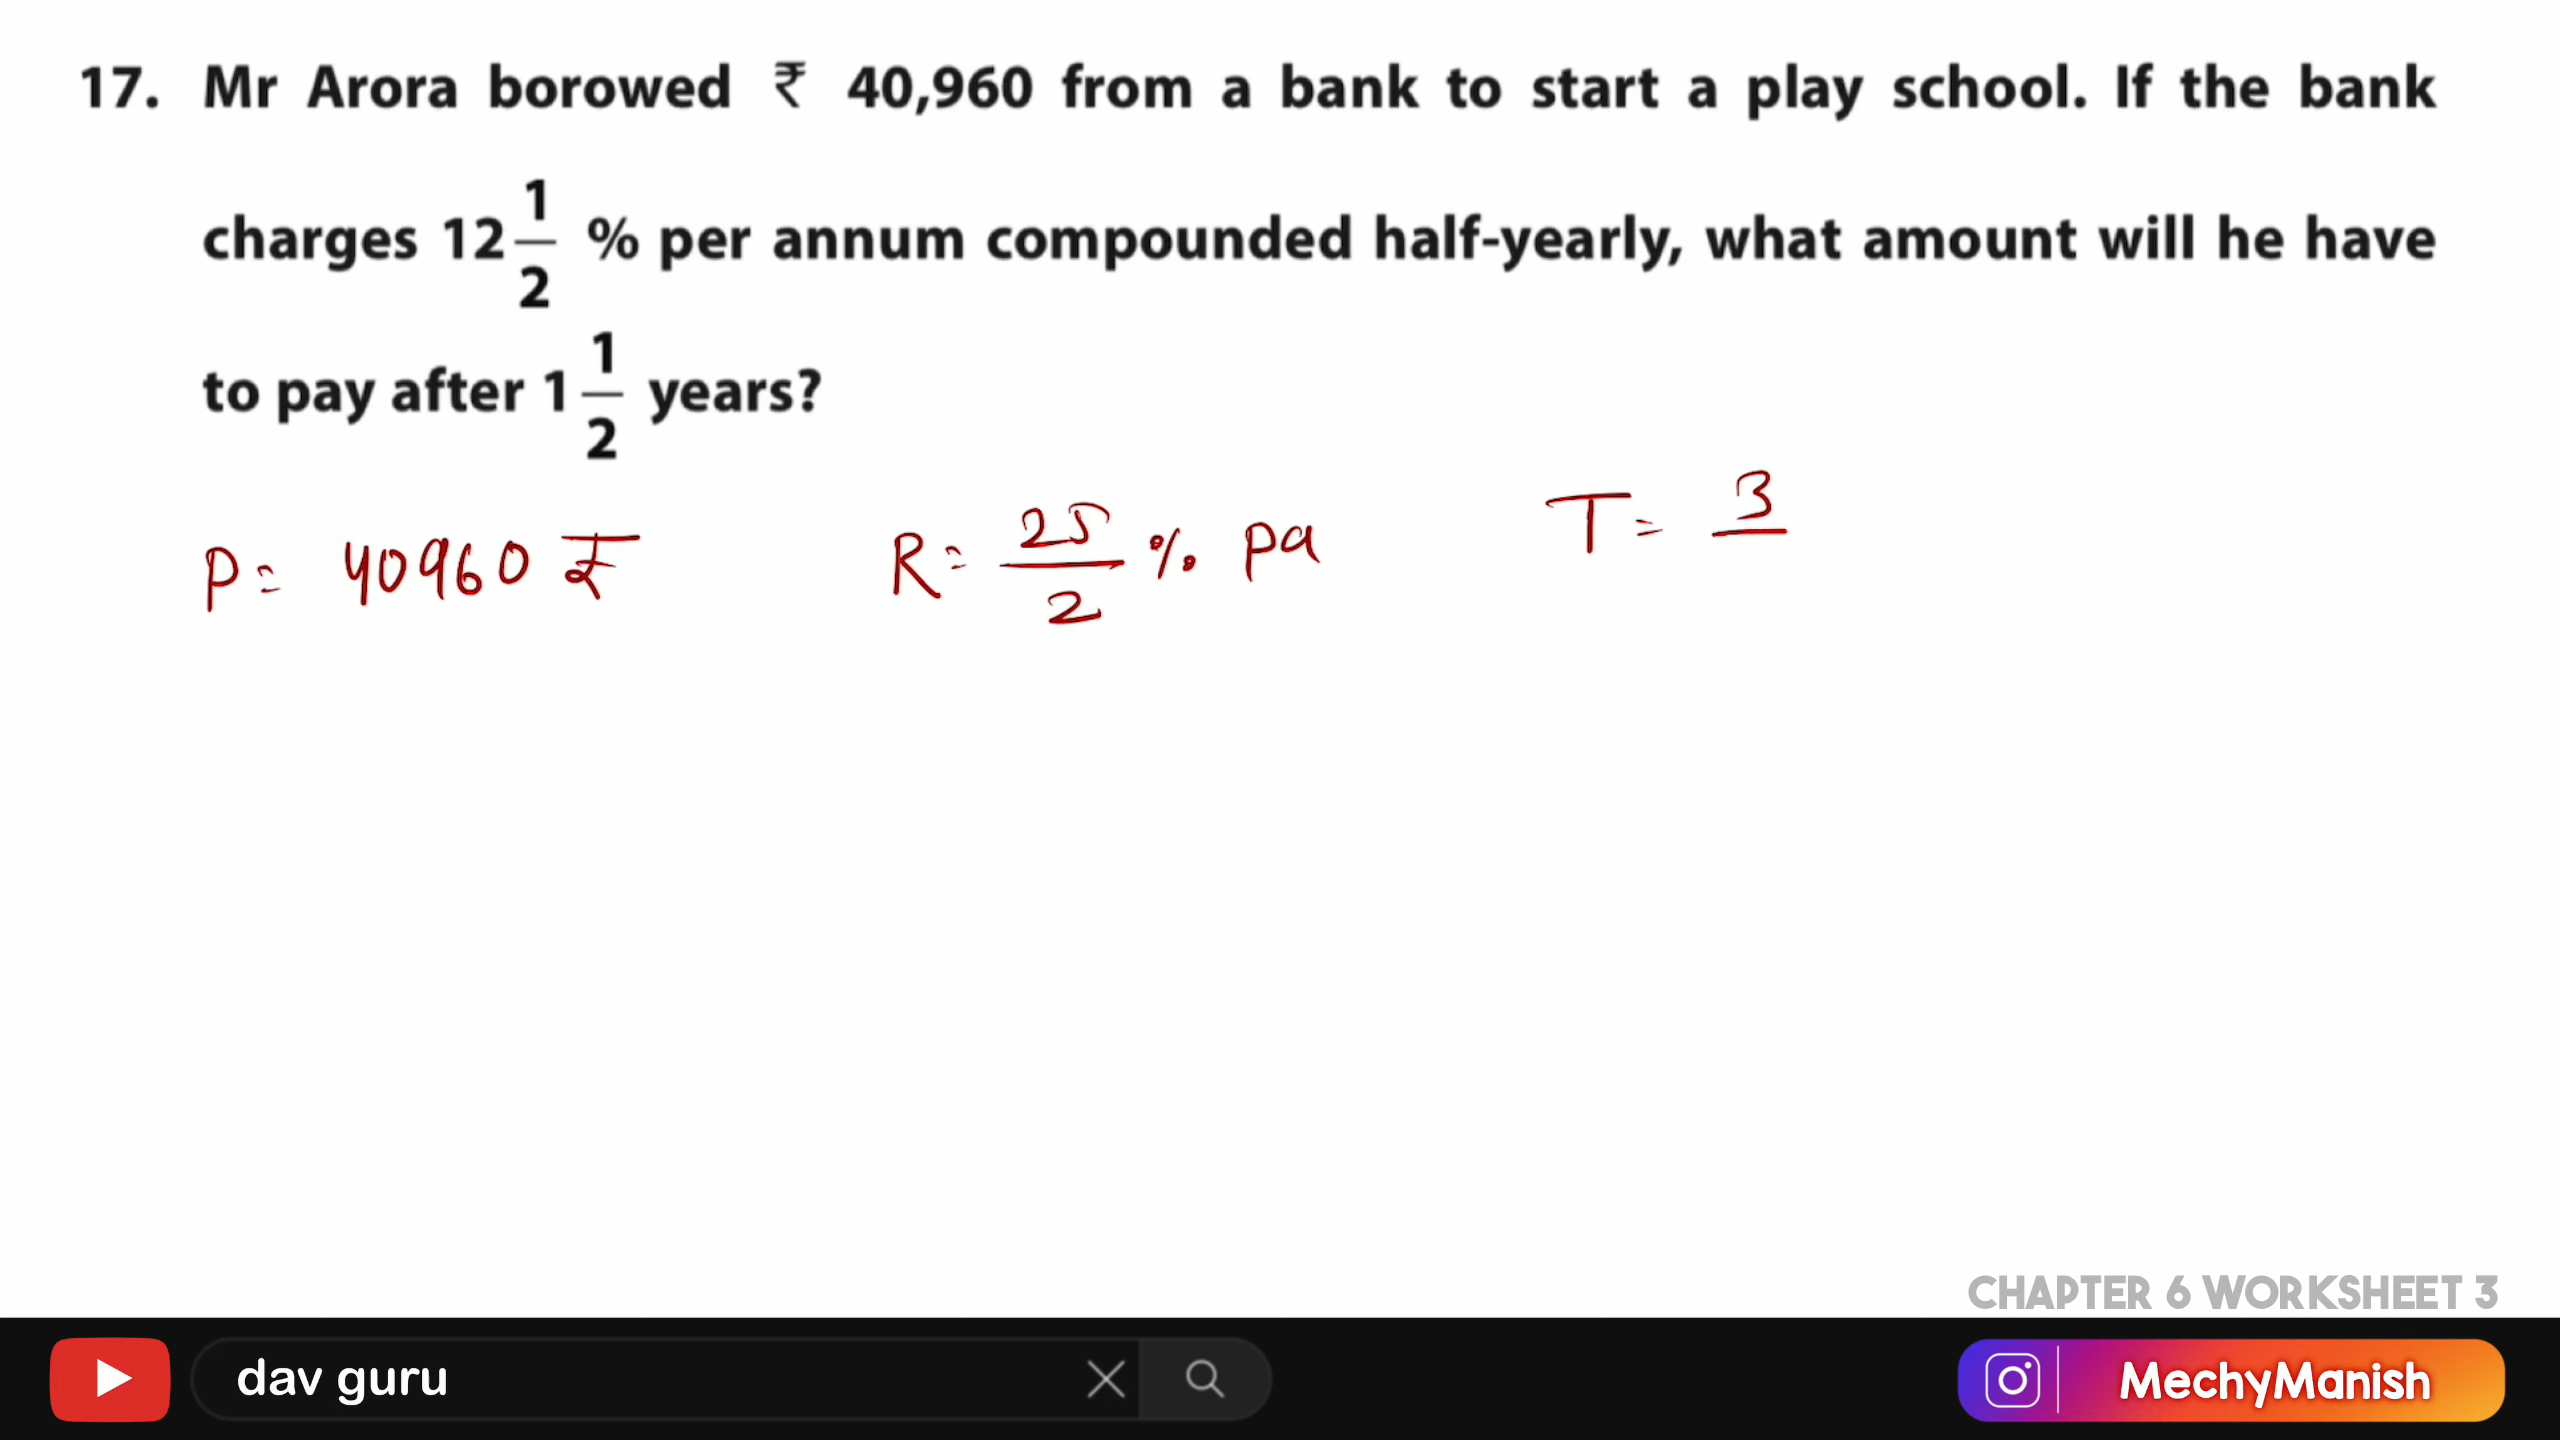 17. Mr Arora borowed ₹ 40,960 from a bank to start a play school. If the bank
charges 12 1/2 % per annum compounded half-yearly, what amount will he have
to pay after 1 1/2 years?
P= 40960 ₹ R= 25/2 % pa T= 3/
CHAPTER 6 WORKSHEET 3
dav guru
MechyManish